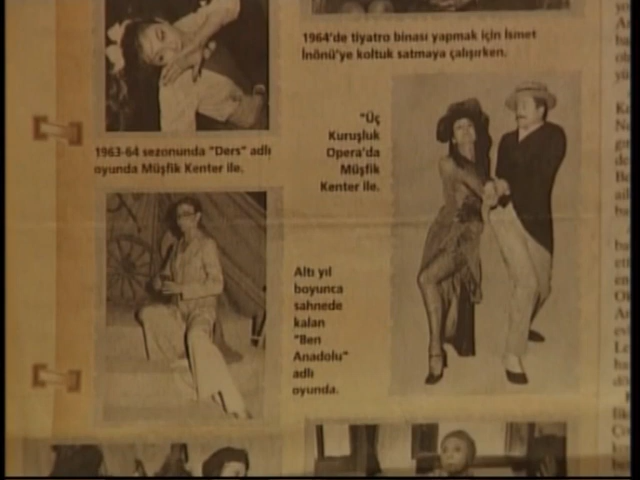 1964'de tiyatro binası yapmak için İsmet
İnönü'ye koltuk satmaya çalışırken.
1963-64 sezonunda "Ders" adlı
oyunda Müşfik Kenter ile.
"Üç
Kuruşluk
Opera'da
Müşfik
Kenter ile.
Altı yıl
boyunca
sahnede
kalan
"Ben
Anadolu"
adlı
oyunda.